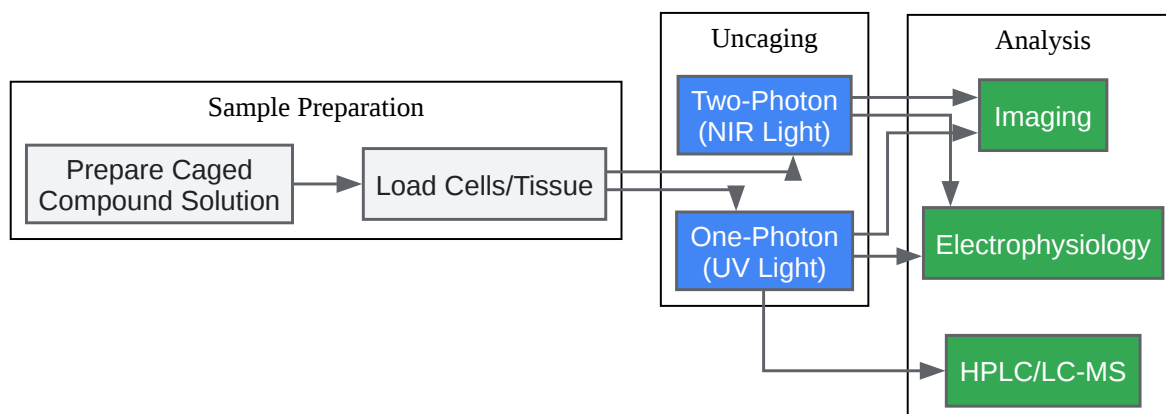 Sample Preparation
Prepare Caged
Compound Solution
Load Cells/Tissue
Uncaging
Two-Photon
(NIR Light)
One-Photon
(UV Light)
Analysis
Imaging
Electrophysiology
HPLC/LC-MS